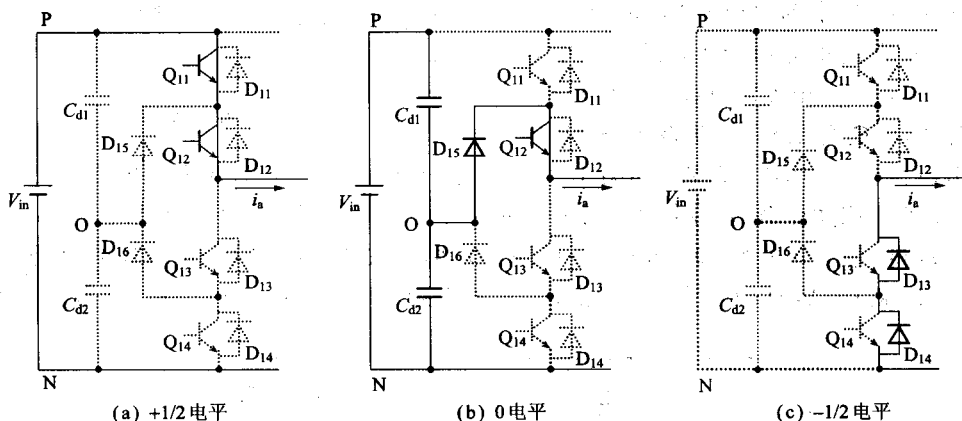 P
Q11
D11
Cd1
D15
Q12
D12
Vin
O
ia
D16
Q13
D13
Cd2
Q14
D14
N
(a) +1/2 电平
P
Q11
D11
Cd1
D15
Q12
D12
Vin
O
ia
D16
Q13
D13
Cd2
Q14
D14
N
(b) 0 电平
P
Q11
D11
Cd1
D15
Q12
D12
Vin
O
ia
D16
Q13
D13
Cd2
Q14
D14
N
(c) −1/2 电平